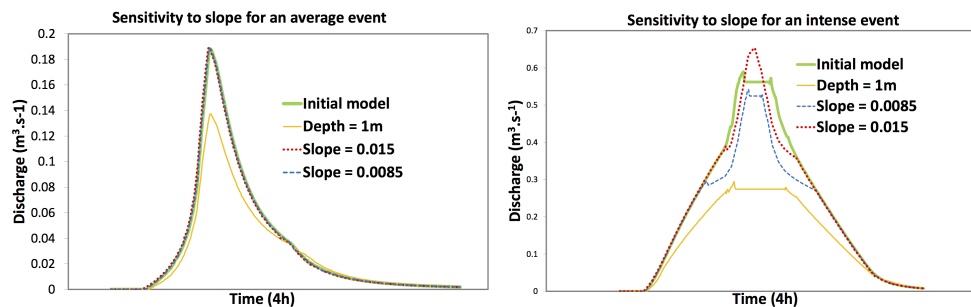 Sensitivity to slope for an average event
0.2
0.18
0.16
0.14
0.12
0.1
0.08
0.06
0.04
0.02
0
Discharge (m³.s-1)
Initial model
Depth = 1m
Slope = 0.015
Slope = 0.0085
Time (4h)
Sensitivity to slope for an intense event
0.7
0.6
0.5
0.4
0.3
0.2
0.1
0.0
Discharge (m³.s-1)
Initial model
Depth = 1m
Slope = 0.0085
Slope = 0.015
Time (4h)